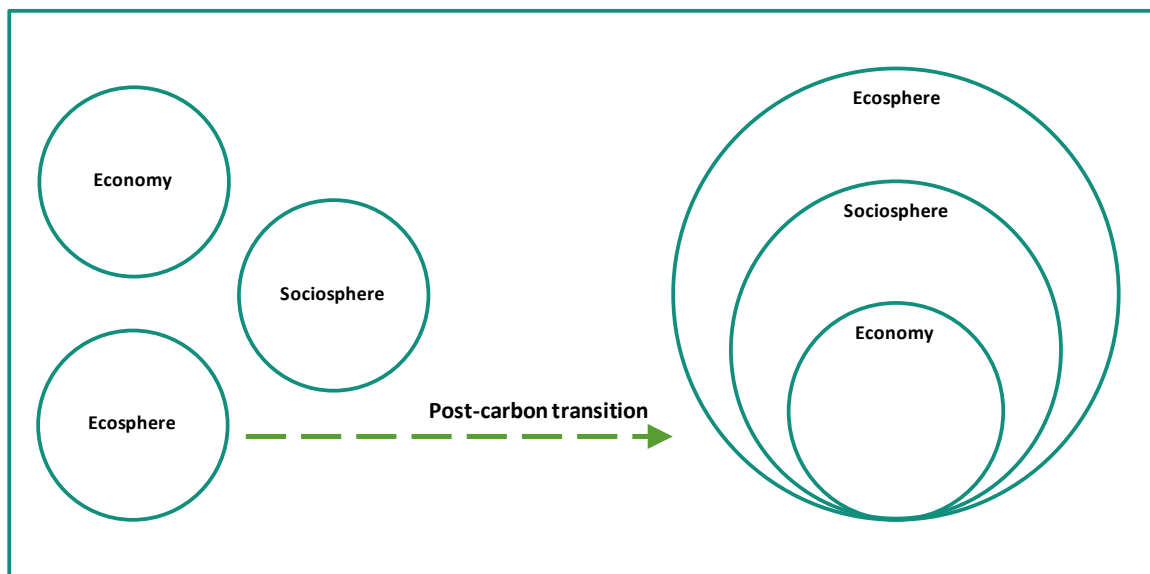 Economy
Sociosphere
Ecosphere
Post-carbon transition
Ecosphere
Sociosphere
Economy